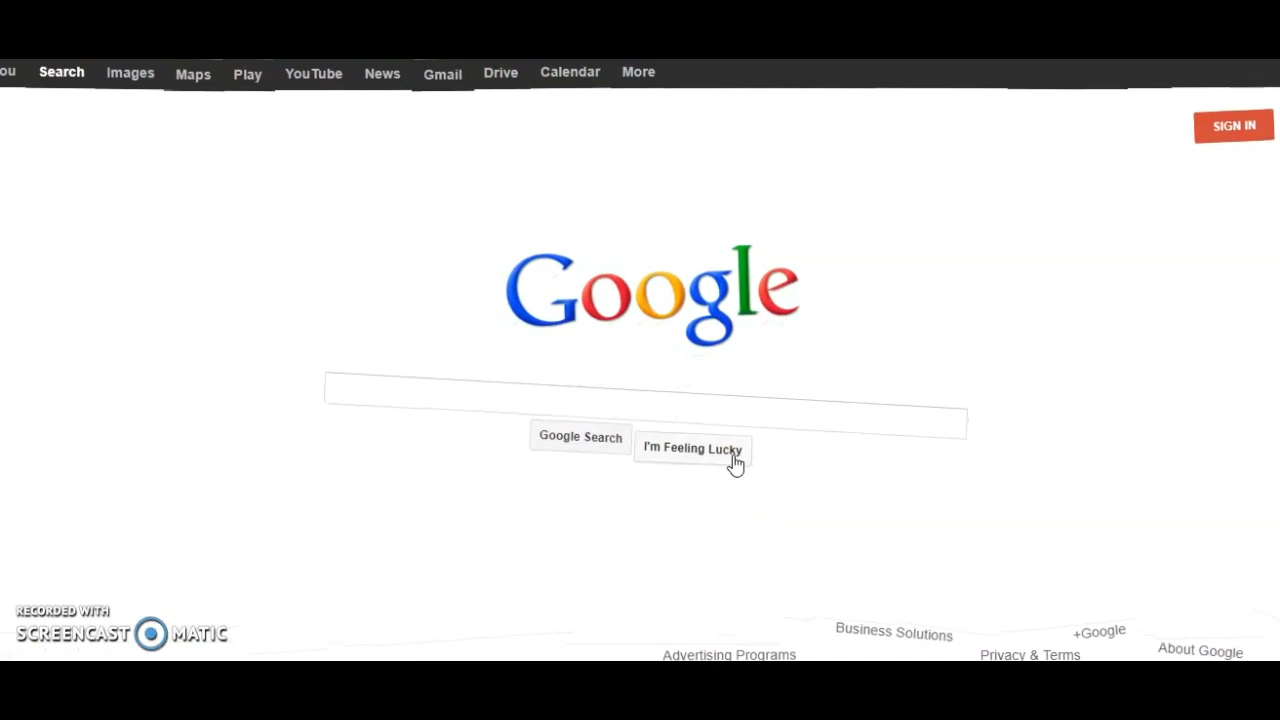 ou Search Images Maps Play YouTube News Gmail Drive Calendar More
SIGN IN
Google
Google Search I'm Feeling Lucky
RECORDED WITH
SCREENCAST MATIC
Business Solutions +Google
Advertising Programs Privacy & Terms About Google